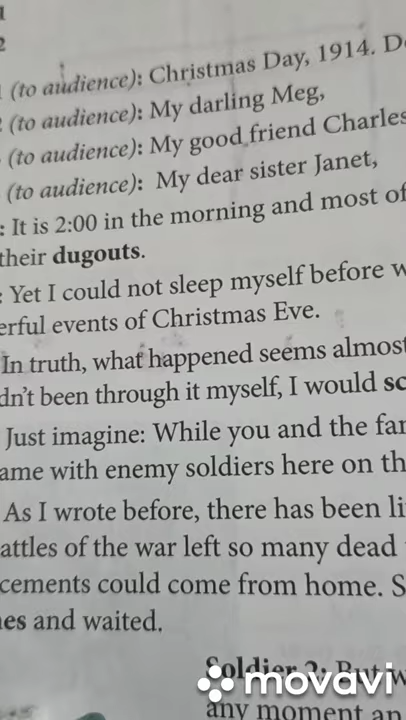 1
2
(to audience): Christmas Day, 1914.
(to audience): My darling Meg,
(to audience): My good friend Charles
(to audience): My dear sister Janet,
: It is 2:00 in the morning and most of
their dugouts.
: Yet I could not sleep myself before
erful events of Christmas Eve.
In truth, what happened seems almost
dn't been through it myself, I would sc
Just imagine: While you and the fam
ame with enemy soldiers here on th
As I wrote before, there has been li
attles of the war left so many dead
cements could come from home. S
es and waited.
Soldier 2: But w
movavi
any moment an